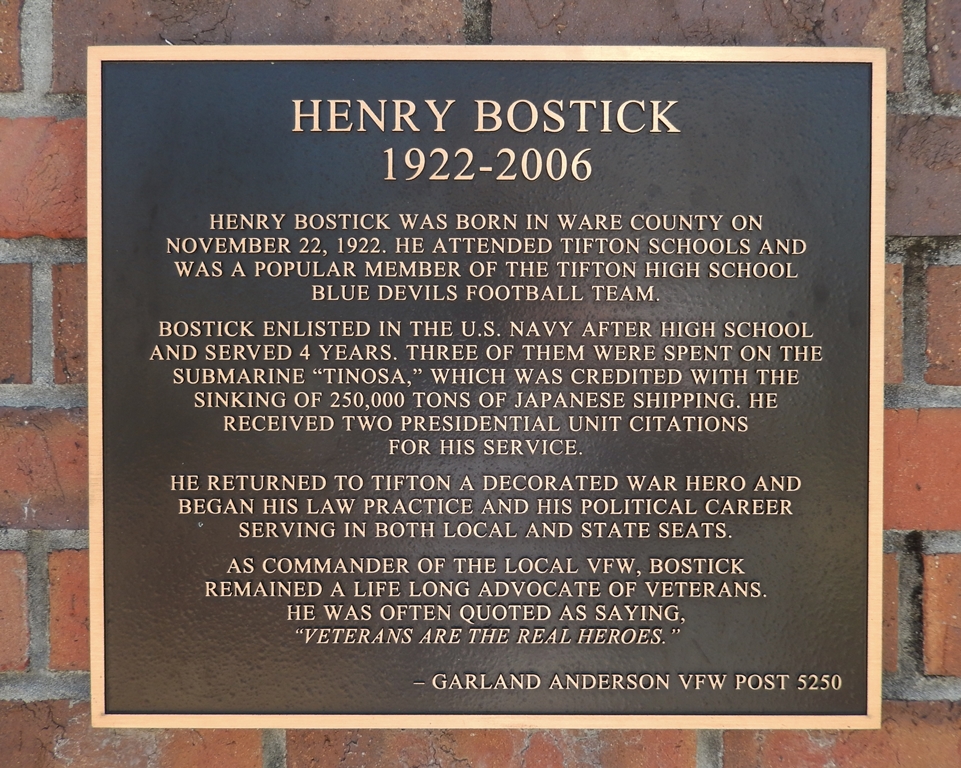 HENRY BOSTICK
1922-2006
HENRY BOSTICK WAS BORN IN WARE COUNTY ON
NOVEMBER 22, 1922. HE ATTENDED TIFTON SCHOOLS AND
WAS A POPULAR MEMBER OF THE TIFTON HIGH SCHOOL
BLUE DEVILS FOOTBALL TEAM.
BOSTICK ENLISTED IN THE U.S. NAVY AFTER HIGH SCHOOL
AND SERVED 4 YEARS. THREE OF THEM WERE SPENT ON THE
SUBMARINE “TINOSA,” WHICH WAS CREDITED WITH THE
SINKING OF 250,000 TONS OF JAPANESE SHIPPING. HE
RECEIVED TWO PRESIDENTIAL UNIT CITATIONS
FOR HIS SERVICE.
HE RETURNED TO TIFTON A DECORATED WAR HERO AND
BEGAN HIS LAW PRACTICE AND HIS POLITICAL CAREER
SERVING IN BOTH LOCAL AND STATE SEATS.
AS COMMANDER OF THE LOCAL VFW, BOSTICK
REMAINED A LIFE LONG ADVOCATE OF VETERANS.
HE WAS OFTEN QUOTED AS SAYING,
“VETERANS ARE THE REAL HEROES.”
– GARLAND ANDERSON VFW POST 5250